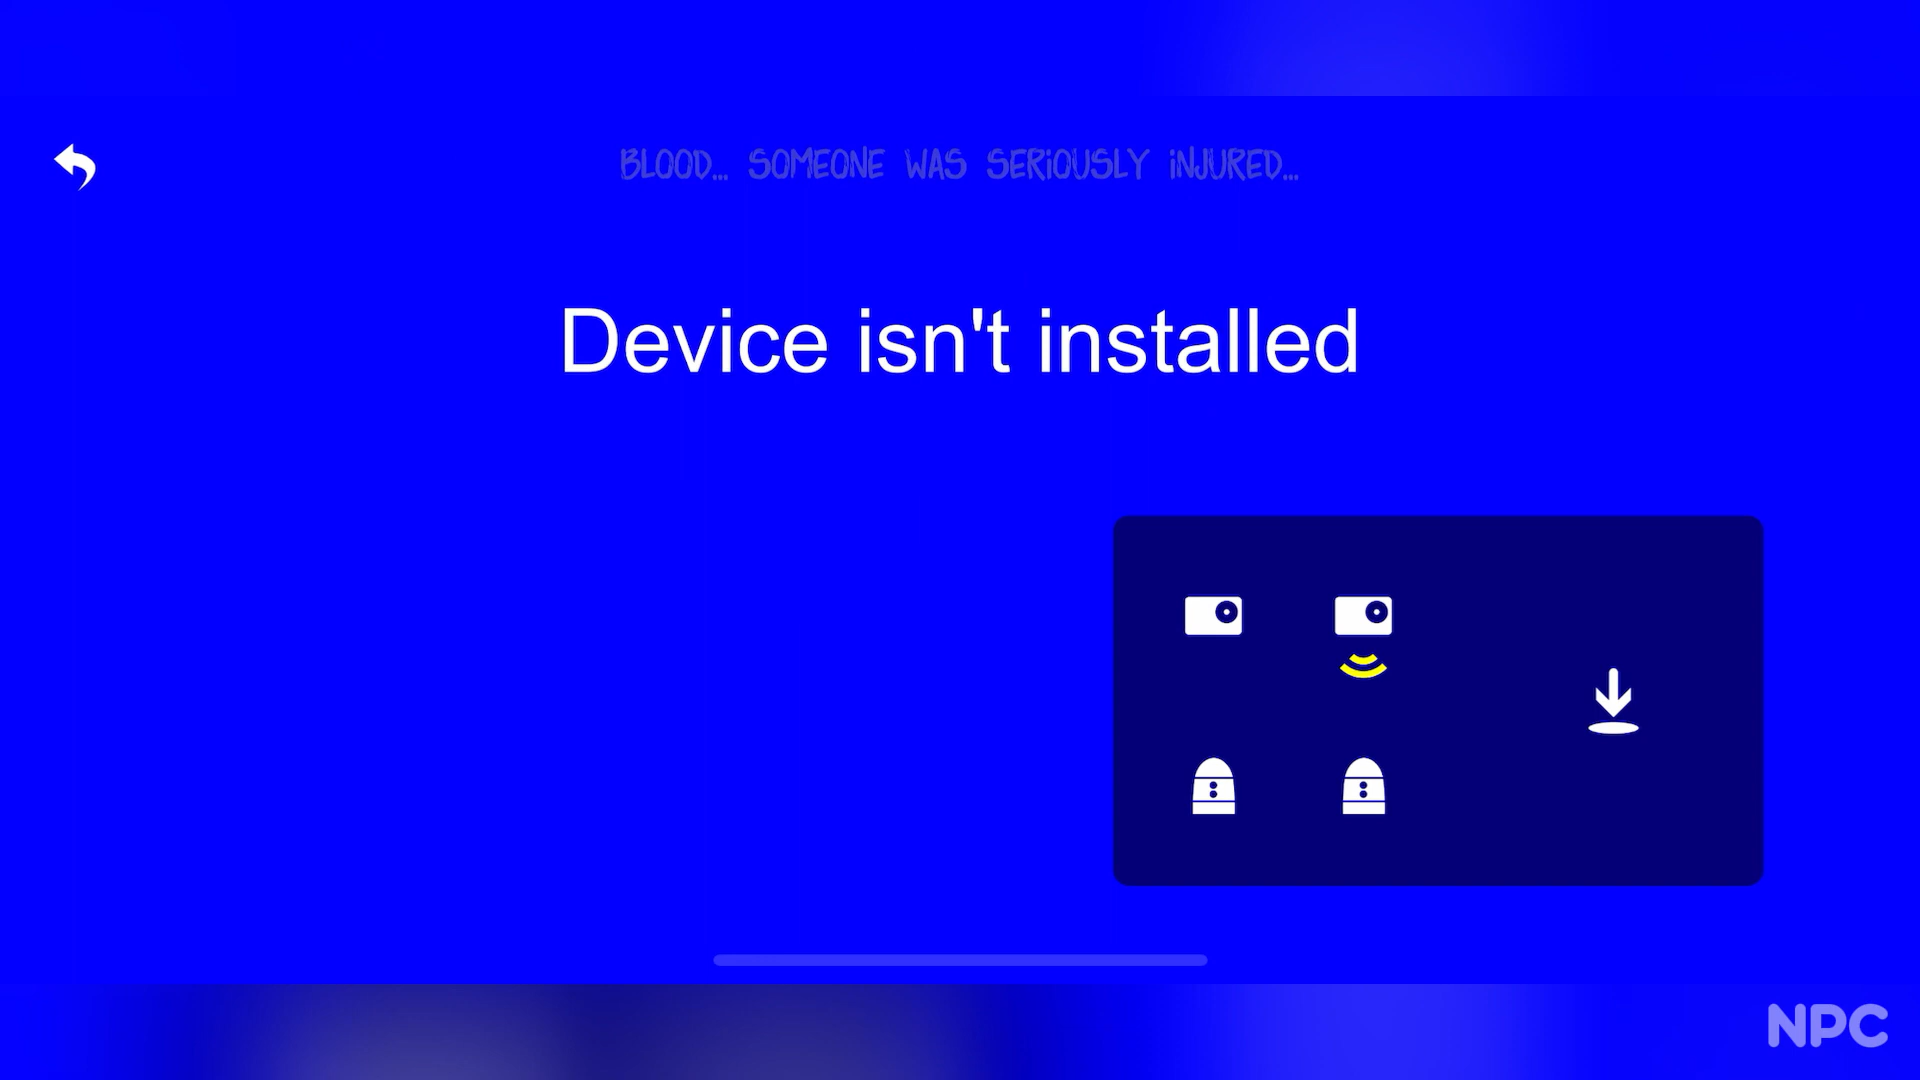 BLOOD... SOMEONE WAS SERIOUSLY INJURED...
Device isn't installed
NPC